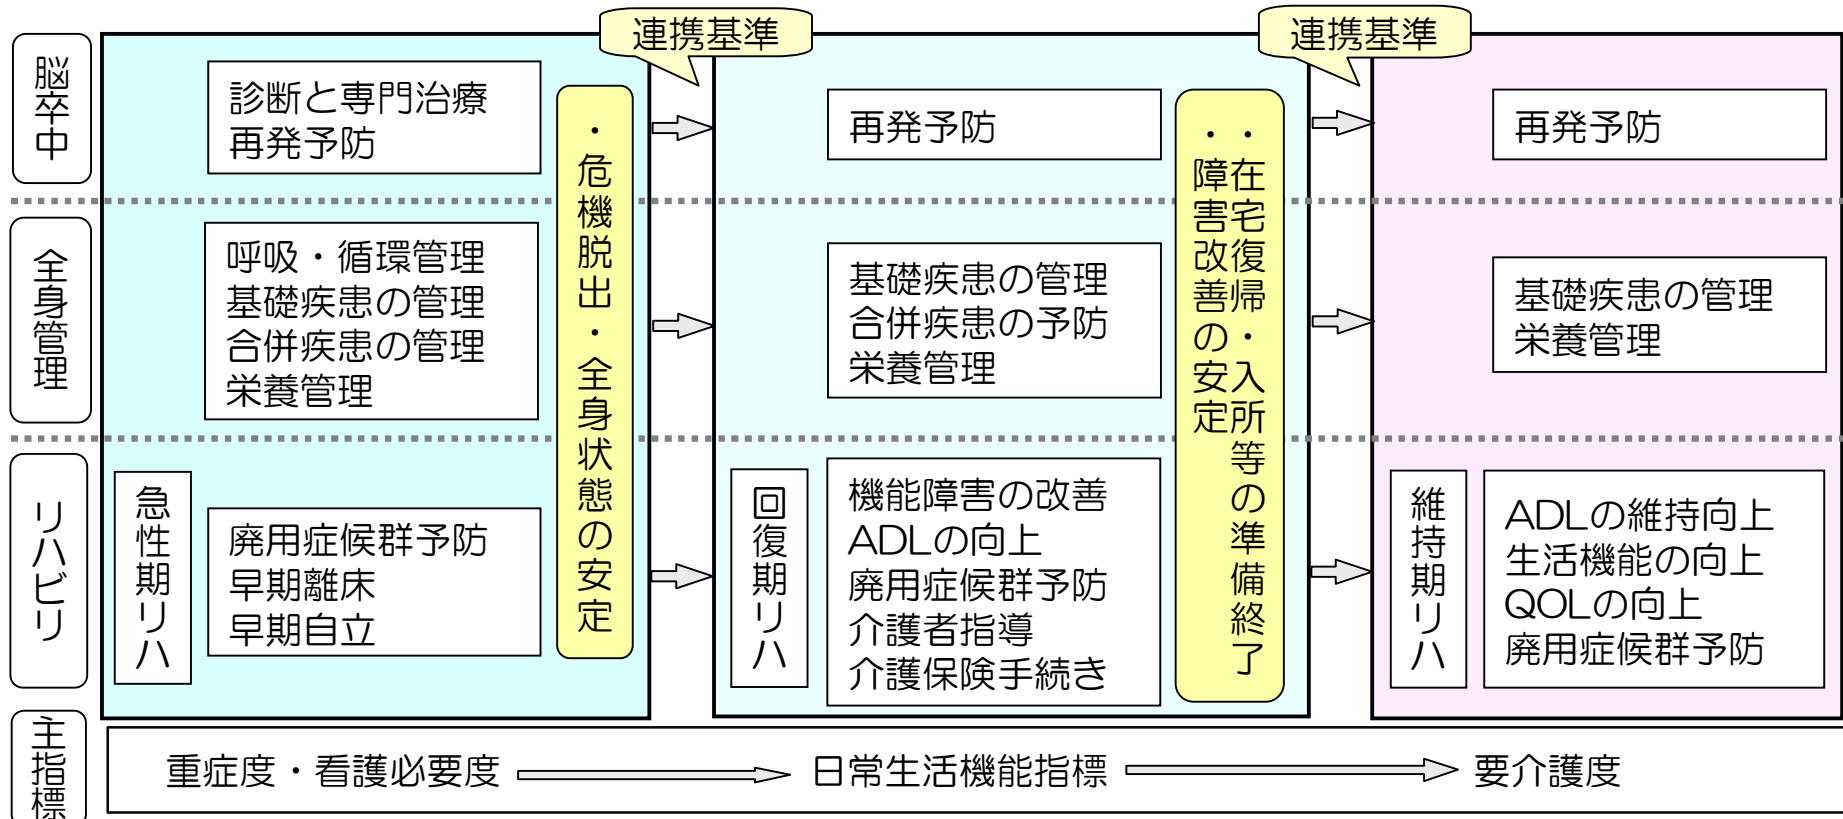 連携基準
連携基準
脳卒中
診断と専門治療
再発予防
再発予防
再発予防
・危機脱出・全身状態の安定
・在宅復帰・入所等の準備終了
・障害改善の安定
全身管理
呼吸・循環管理
基礎疾患の管理
合併疾患の管理
栄養管理
基礎疾患の管理
合併疾患の予防
栄養管理
基礎疾患の管理
栄養管理
リハビリ
急性期リハ
廃用症候群予防
早期離床
早期自立
回復期リハ
機能障害の改善
ADLの向上
廃用症候群予防
介護者指導
介護保険手続き
維持期リハ
ADLの維持向上
生活機能の向上
QOLの向上
廃用症候群予防
主指標
重症度・看護必要度
日常生活機能指標
要介護度